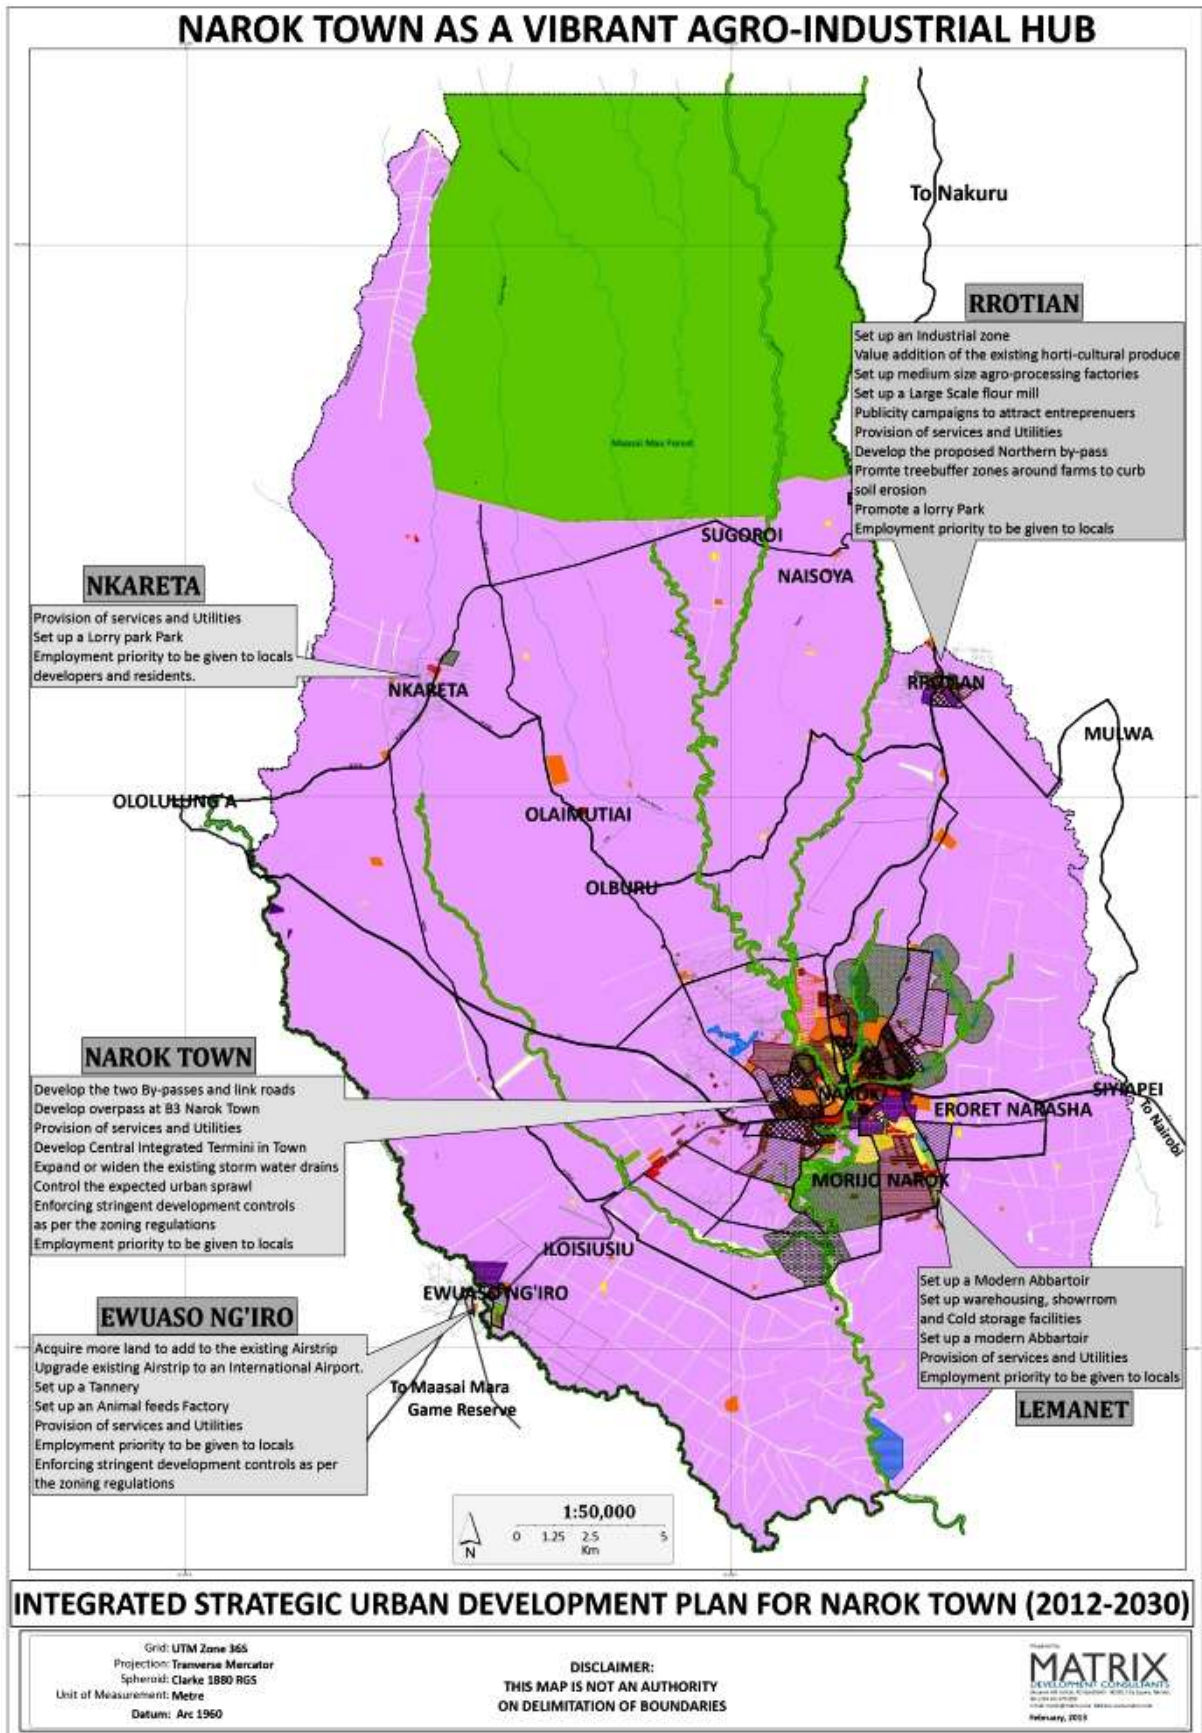 NAROK TOWN AS A VIBRANT AGRO-INDUSTRIAL HUB
To Nakuru
RROTIAN
Set up an Industrial zone
Value addition of the existing horti-cultural produce
Set up medium size agro-processing factories
Set up a Large Scale flour mill
Publicity campaigns to attract entreprenuers
Provision of services and Utilities
Develop the proposed Northern by-pass
Promte treebuffer zones around farms to curb
soil erosion
Promote a lorry Park
Employment priority to be given to locals
Maasai Mau Forest
SUGOROI
NAISOYA
NKARETA
Provision of services and Utilities
Set up a Lorry park Park
Employment priority to be given to locals
developers and residents.
NKARETA
RROTIAN
MULWA
OLOLULUNG'A
OLAIMUTIAI
OLBURU
NAROK TOWN
Develop the two By-passes and link roads
Develop overpass at B3 Narok Town
Provision of services and Utilities
Develop Central Integrated Termini in Town
Expand or widen the existing storm water drains
Control the expected urban sprawl
Enforcing stringent development controls
as per the zoning regulations
Employment priority to be given to locals
NAROK
SIYIAPEI
ERORET NARASHA
To Nairobi
MORIJO NAROK
ILOISIUSIU
EWUASO NG'IRO
EWUASO NG'IRO
Acquire more land to add to the existing Airstrip
Upgrade existing Airstrip to an International Airport.
Set up a Tannery
Set up an Animal feeds Factory
Provision of services and Utilities
Employment priority to be given to locals
Enforcing stringent development controls as per
the zoning regulations
To Maasai Mara
Game Reserve
Set up a Modern Abbartoir
Set up warehousing, showrrom
and Cold storage facilities
Set up a modern Abbartoir
Provision of services and Utilities
Employment priority to be given to locals
LEMANET
1:50,000
0 1.25 2.5 5
Km
N
INTEGRATED STRATEGIC URBAN DEVELOPMENT PLAN FOR NAROK TOWN (2012-2030)
Grid: UTM Zone 36S
Projection: Tranverse Mercator
Spheroid: Clarke 1880 RGS
Unit of Measurement: Metre
Datum: Arc 1960
DISCLAIMER:
THIS MAP IS NOT AN AUTHORITY
ON DELIMITATION OF BOUNDARIES
Prepared by
MATRIX
DEVELOPMENT CONSULTANTS
February, 2013